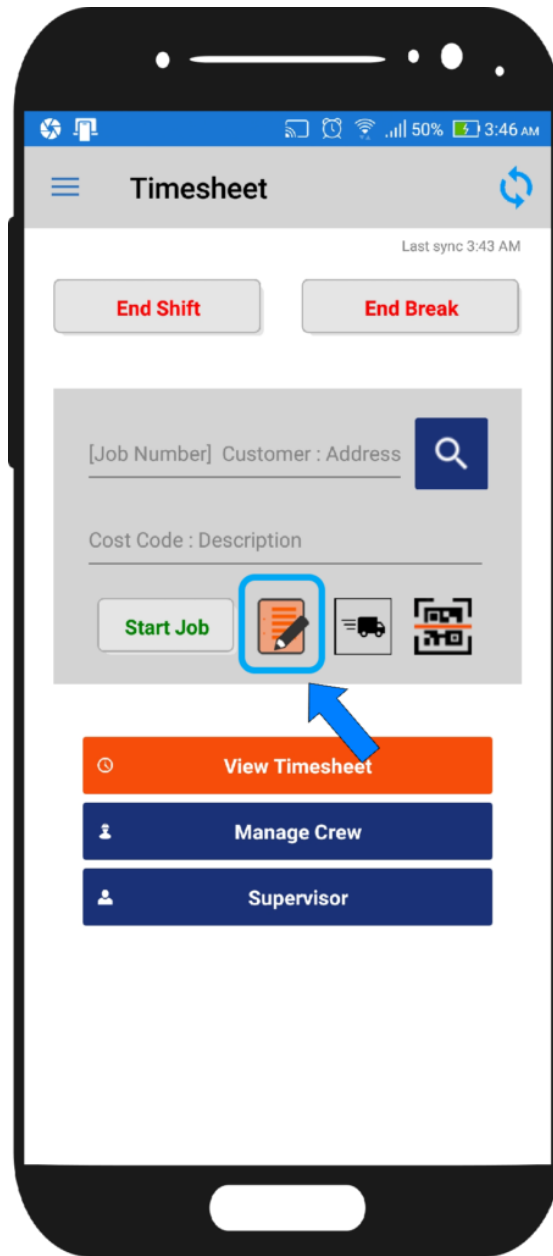 50% 3:46 AM
Timesheet
Last sync 3:43 AM
End Shift End Break
[Job Number] Customer : Address
Cost Code : Description
Start Job
View Timesheet
Manage Crew
Supervisor